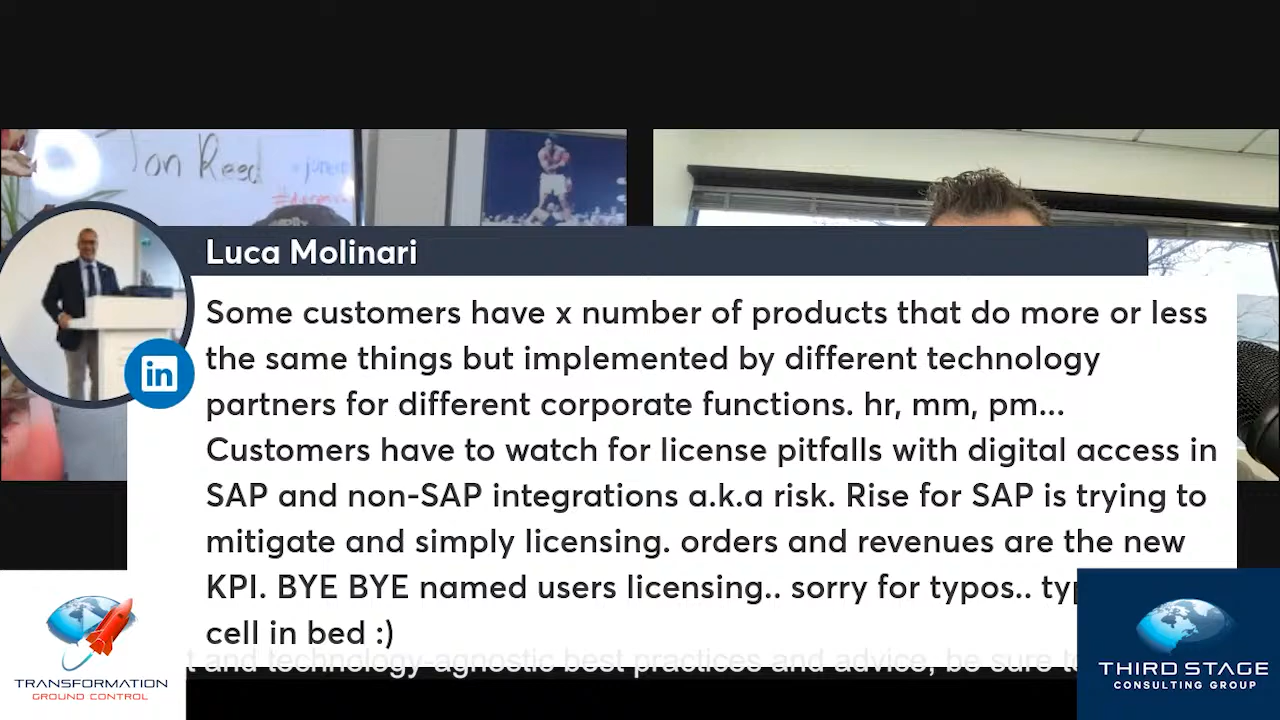 Jon Reed
Luca Molinari
in
Some customers have x number of products that do more or less
the same things but implemented by different technology
partners for different corporate functions. hr, mm, pm...
Customers have to watch for license pitfalls with digital access in
SAP and non-SAP integrations a.k.a risk. Rise for SAP is trying to
mitigate and simply licensing. orders and revenues are the new
KPI. BYE BYE named users licensing.. sorry for typos.. typ
cell in bed :)
t and technology-agnostic best practices and advice, be sure to
TRANSFORMATION
GROUND CONTROL
THIRD STAGE
CONSULTING GROUP